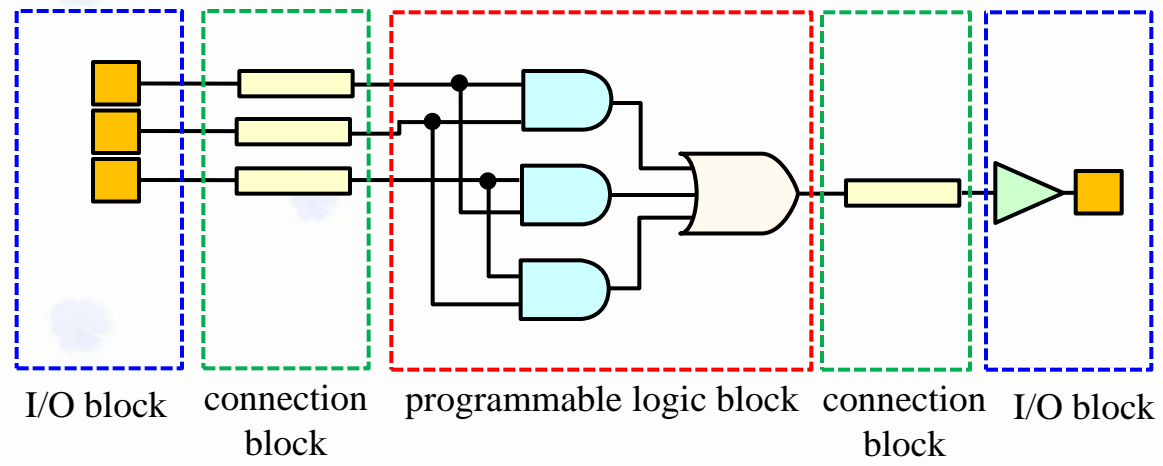 I/O block
connection
block
programmable logic block
connection
block
I/O block